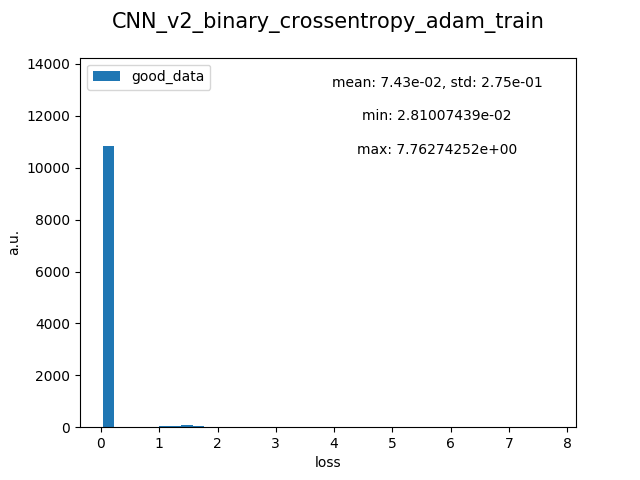 CNN_v2_binary_crossentropy_adam_train
good_data
mean: 7.43e-02, std: 2.75e-01
min: 2.81007439e-02
max: 7.76274252e+00
14000
12000
10000
8000
6000
4000
2000
0
a.u.
0 1 2 3 4 5 6 7 8
loss